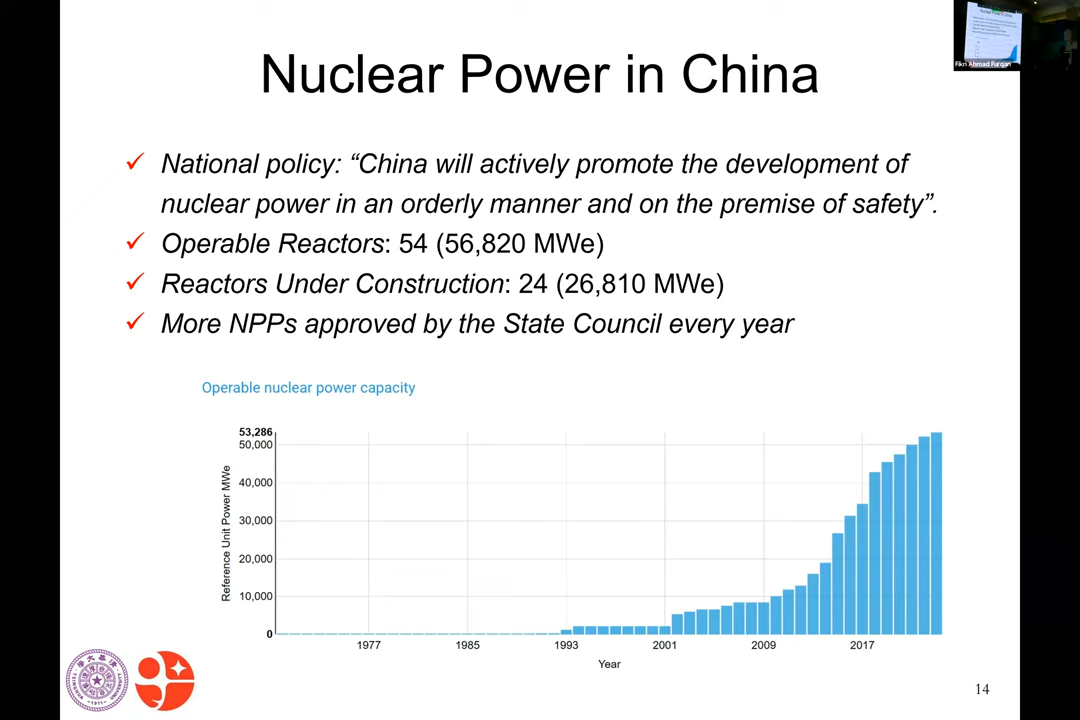 Nuclear Power in China
Fikri Ahmad Furqan
✓ National policy: “China will actively promote the development of
nuclear power in an orderly manner and on the premise of safety”.
✓ Operable Reactors: 54 (56,820 MWe)
✓ Reactors Under Construction: 24 (26,810 MWe)
✓ More NPPs approved by the State Council every year
Operable nuclear power capacity
Reference Unit Power MWe
53,286
50,000
40,000
30,000
20,000
10,000
0
1977 1985 1993 2001 2009 2017
Year
1911
14